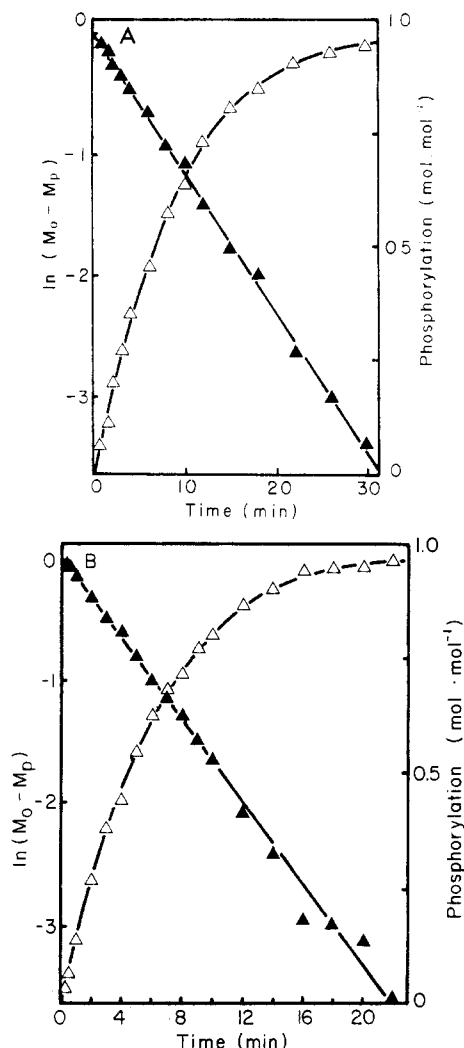 A
0
-1
-2
-3
ln (Mo - Mp)
1.0
0.5
0
Phosphorylation (mol. mol⁻¹)
0 10 20 30
Time (min)
B
0
-1
-2
-3
ln (Mo - Mp)
1.0
0.5
0
Phosphorylation (mol · mol⁻¹)
0 4 8 12 16 20
Time (min)